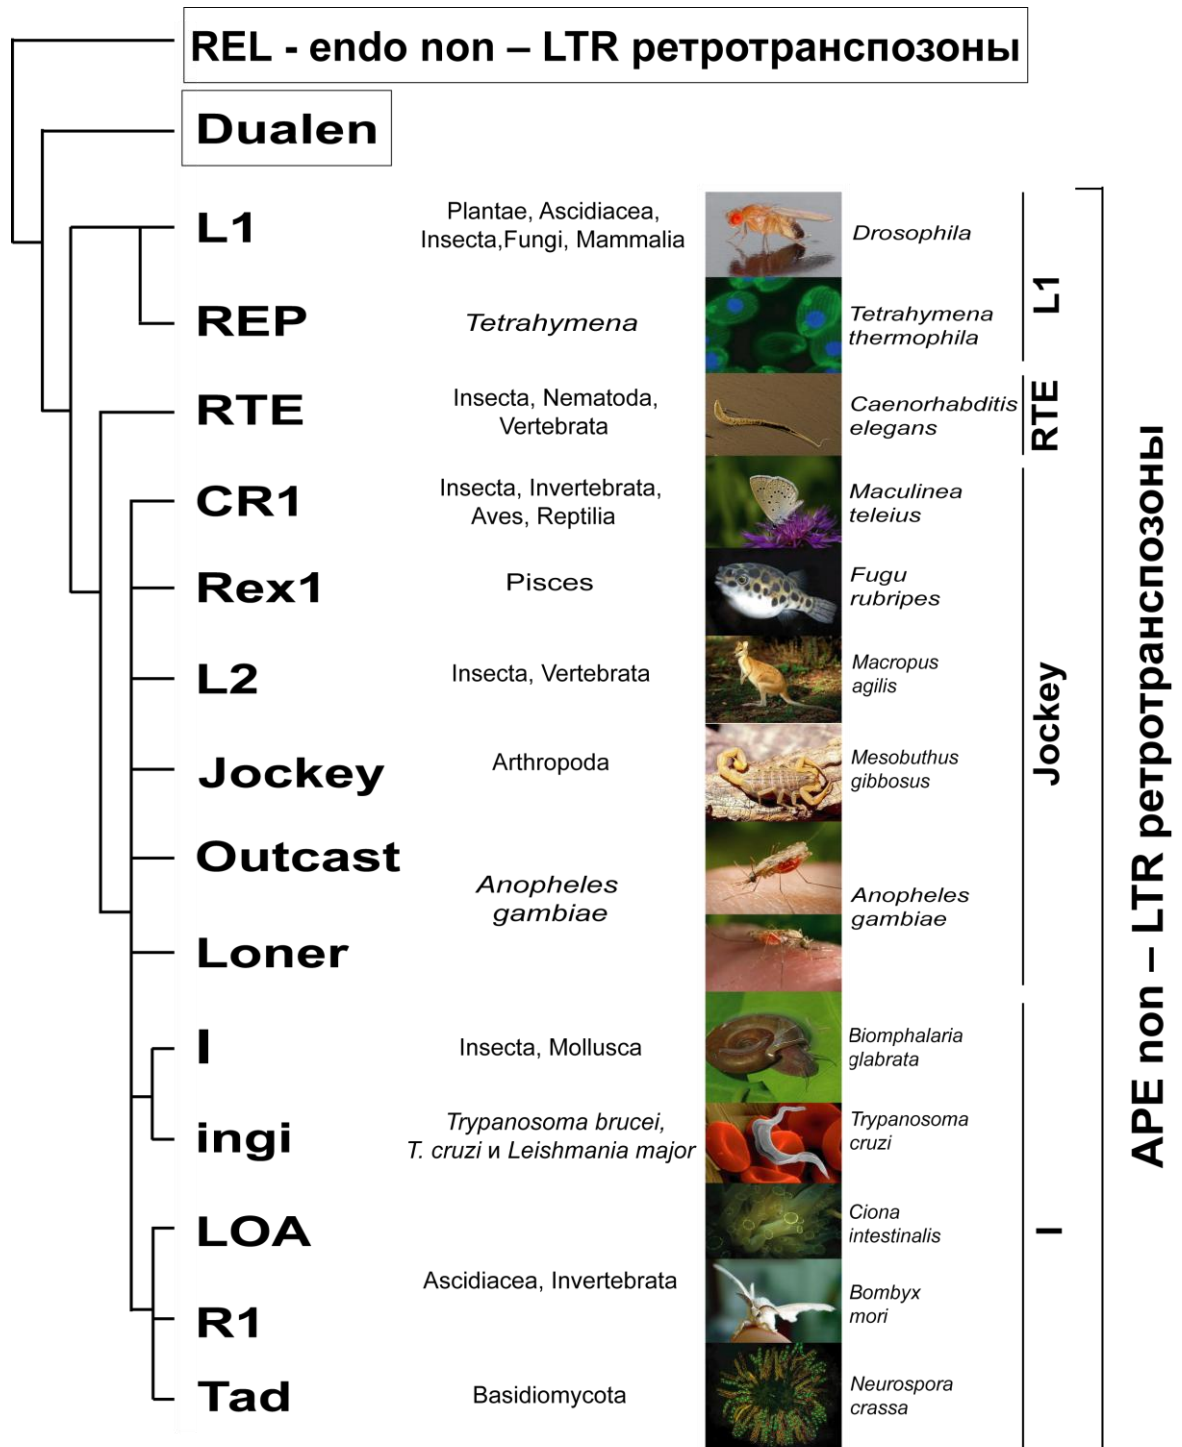 REL - endo non – LTR ретротранспозоны
Dualen
L1
Plantae, Ascidiacea,
Insecta,Fungi, Mammalia
Drosophila
REP
Tetrahymena
Tetrahymena
thermophila
L1
RTE
Insecta, Nematoda,
Vertebrata
Caenorhabditis
elegans
RTE
CR1
Insecta, Invertebrata,
Aves, Reptilia
Maculinea
teleius
Rex1
Pisces
Fugu
rubripes
L2
Insecta, Vertebrata
Macropus
agilis
Jockey
Arthropoda
Mesobuthus
gibbosus
Outcast
Anopheles
gambiae
Anopheles
gambiae
Loner
Jockey
I
Insecta, Mollusca
Biomphalaria
glabrata
ingi
Trypanosoma brucei,
T. cruzi и Leishmania major
Trypanosoma
cruzi
LOA
Ciona
intestinalis
Ascidiacea, Invertebrata
R1
Bombyx
mori
Tad
Basidiomycota
Neurospora
crassa
I
APE non – LTR ретротранспозоны